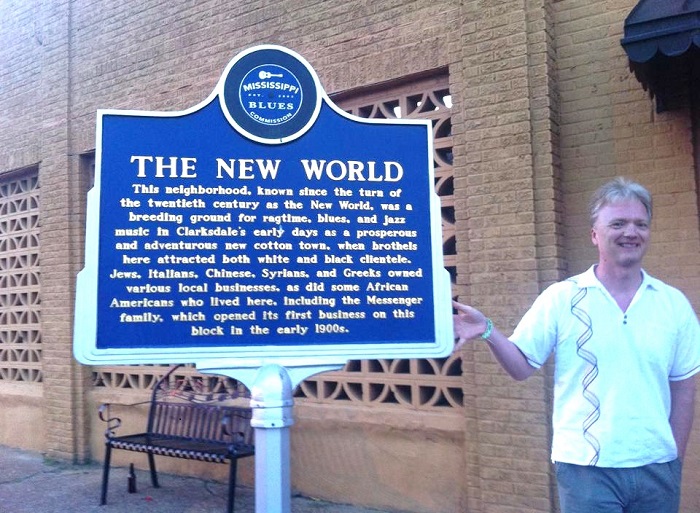 MISSISSIPPI
BLUES
COMMISSION
THE NEW WORLD
This neighborhood, known since the turn of
the twentieth century as the New World, was a
breeding ground for ragtime, blues, and jazz
music in Clarksdale's early days as a prosperous
and adventurous new cotton town, when brothels
here attracted both white and black clientele.
Jews, Italians, Chinese, Syrians, and Greeks owned
various local businesses, as did some African
Americans who lived here, including the Messenger
family, which opened its first business on this
block in the early 1900s.